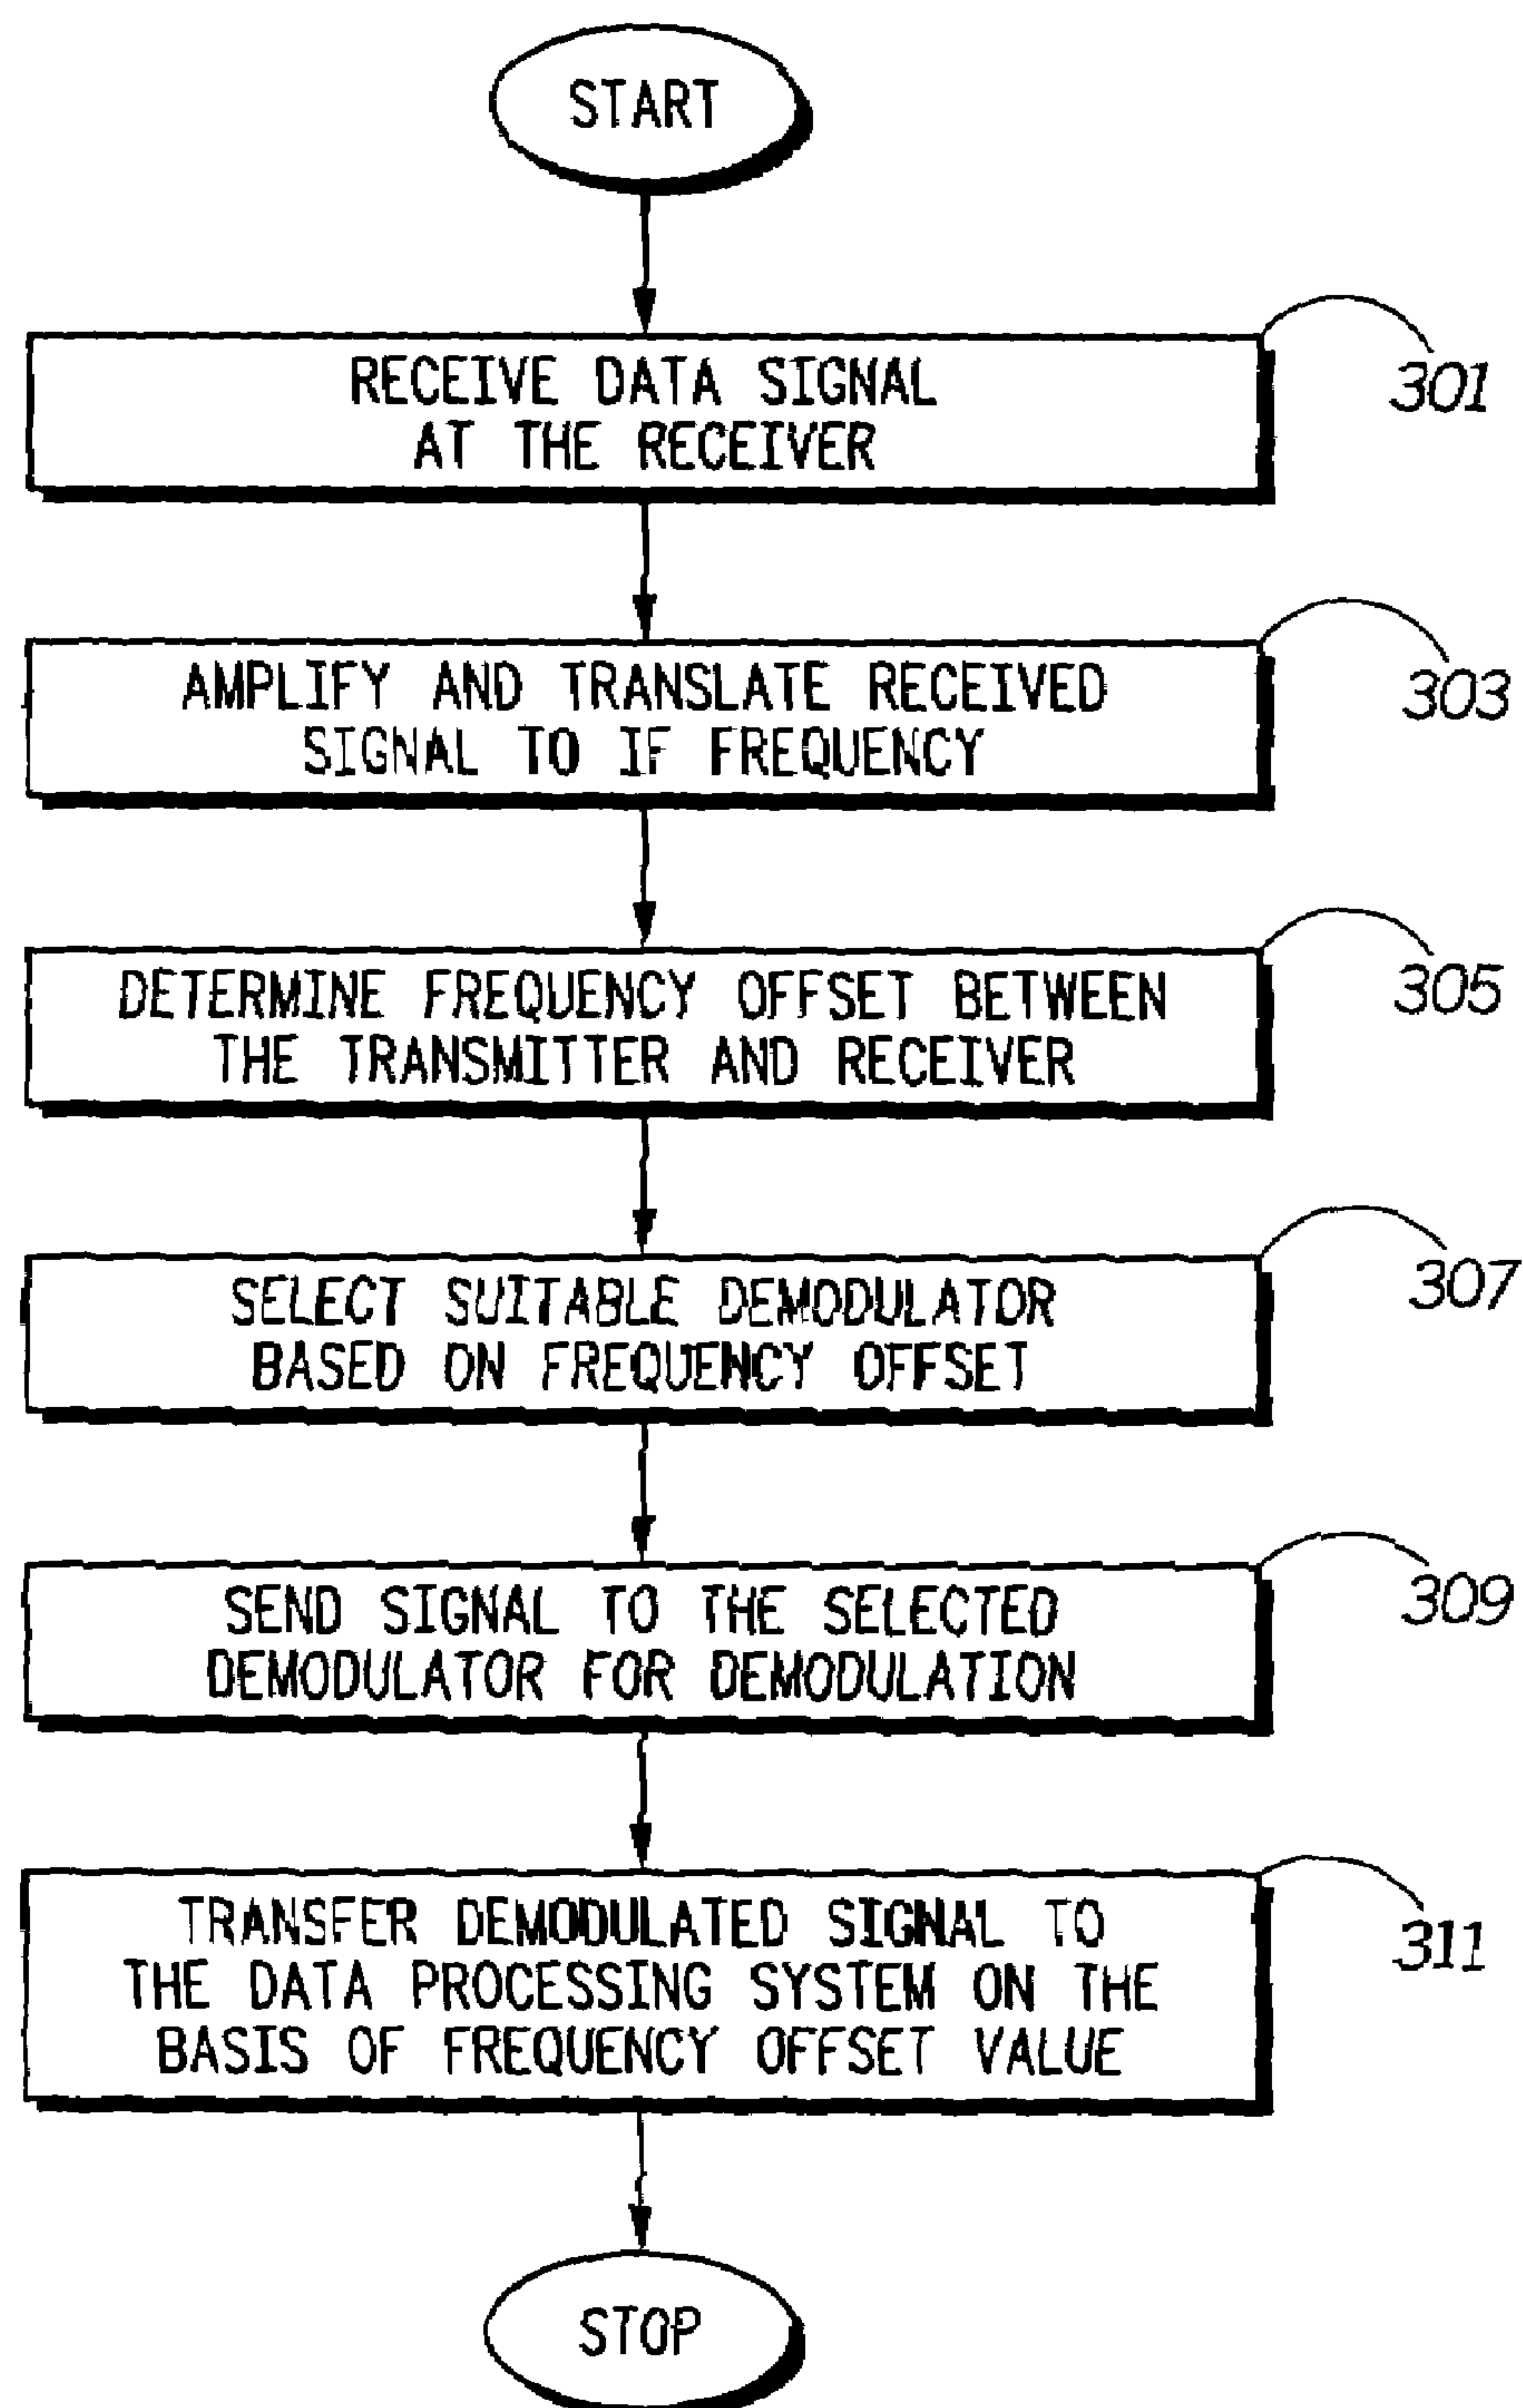 START
RECEIVE DATA SIGNAL
AT THE RECEIVER
301
AMPLIFY AND TRANSLATE RECEIVED
SIGNAL TO IF FREQUENCY
303
DETERMINE FREQUENCY OFFSET BETWEEN
THE TRANSMITTER AND RECEIVER
305
SELECT SUITABLE DEMODULATOR
BASED ON FREQUENCY OFFSET
307
SEND SIGNAL TO THE SELECTED
DEMODULATOR FOR DEMODULATION
309
TRANSFER DEMODULATED SIGNAL TO
THE DATA PROCESSING SYSTEM ON THE
BASIS OF FREQUENCY OFFSET VALUE
311
STOP